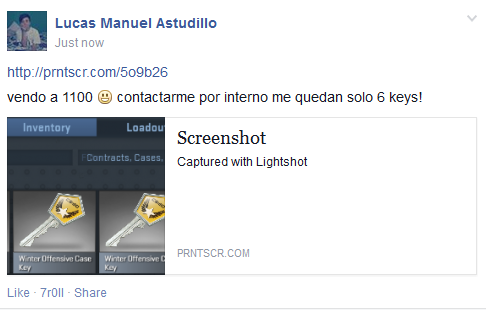 Lucas Manuel Astudillo
Just now
http://prntscr.com/5o9b26
vendo a 1100 😃 contactarme por interno me quedan solo 6 keys!
Inventory Loadou
Contracts, Cases,
Winter Offensive Case Key
Winter Offensive Case Key
Screenshot
Captured with Lightshot
PRNTSCR.COM
Like · 7r0ll · Share